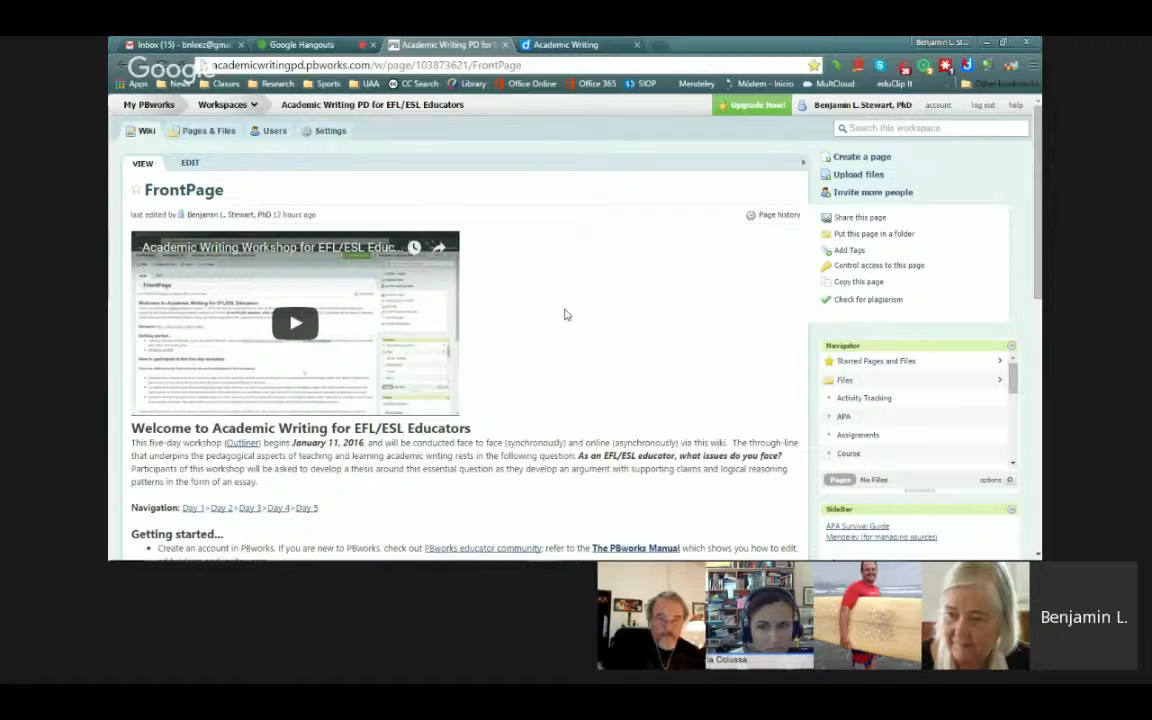 Inbox (15) - bnleez@gma
Google Hangouts
Academic Writing PD for
Academic Writing
Benjamin L. St...
Google
academicwritingpd.pbworks.com/w/page/103873621/FrontPage
Apps News Classes Research Sports UAA CC Search Library Office Online Office 365 SIOP Mendeley Módem - Inicio MultCloud eduClip It Other bookmarks
My PBworks Workspaces Academic Writing PD for EFL/ESL Educators Upgrade Now! Benjamin L. Stewart, PhD account log out help
Wiki Pages & Files Users Settings
Search this workspace
VIEW EDIT
FrontPage
last edited by Benjamin L. Stewart, PhD 12 hours ago
Page history
Academic Writing Workshop for EFL/ESL Educ...
Welcome to Academic Writing for EFL/ESL Educators
This five-day workshop (Outliner) begins January 11, 2016, and will be conducted face to face (synchronously) and online (asynchronously) via this wiki. The through-line
that underpins the pedagogical aspects of teaching and learning academic writing rests in the following question: As an EFL/ESL educator, what issues do you face?
Participants of this workshop will be asked to develop a thesis around this essential question as they develop an argument with supporting claims and logical reasoning
patterns in the form of an essay.
Navigation: Day 1>Day 2>Day 3>Day 4>Day 5
Getting started...
• Create an account in PBworks. If you are new to PBworks, check out PBworks educator community; refer to the The PBworks Manual which shows you how to edit,
Create a page
Upload files
Invite more people
Share this page
Put this page in a folder
Add Tags
Control access to this page
Copy this page
Check for plagiarism
Navigator
Starred Pages and Files
Files
Activity Tracking
APA
Assignments
Course
Pages No Files options
SideBar
APA Survival Guide
Mendeley (for managing sources)
ria Colussa
Benjamin L.